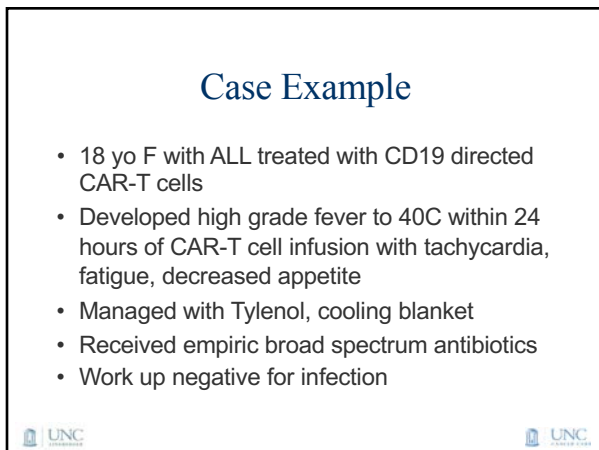 Case Example
• 18 yo F with ALL treated with CD19 directed
CAR-T cells
• Developed high grade fever to 40C within 24
hours of CAR-T cell infusion with tachycardia,
fatigue, decreased appetite
• Managed with Tylenol, cooling blanket
• Received empiric broad spectrum antibiotics
• Work up negative for infection
UNC
UNC